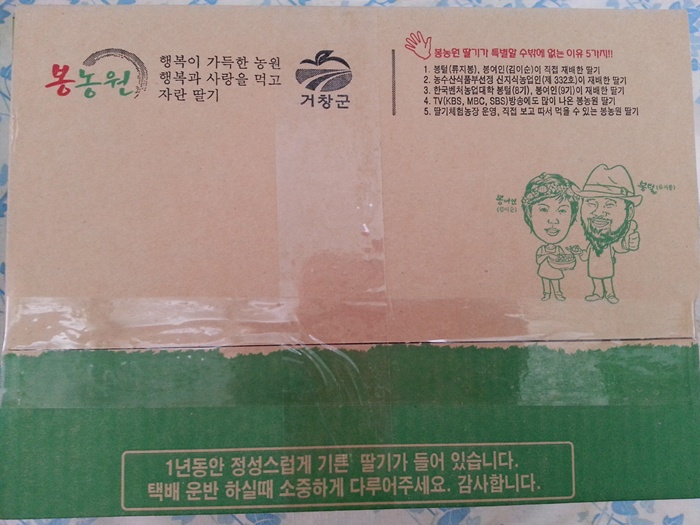 봉농원
행복이 가득한 농원
행복과 사랑을 먹고
자란 딸기
거창군
봉농원 딸기가 특별할 수밖에 없는 이유 5가지!!
1. 봉털(류지봉), 봉여인(김이순)이 직접 재배한 딸기
2. 농수산식품부선정 신지식농업인(제 332호)이 재배한 딸기
3. 한국벤처농업대학 봉털(8기), 봉여인(9기)이 재배한 딸기
4. TV(KBS, MBC, SBS)방송에도 많이 나온 봉농원 딸기
5. 딸기체험농장 운영, 직접 보고 따서 먹을 수 있는 봉농원 딸기
1년동안 정성스럽게 기른 딸기가 들어 있습니다.
택배 운반 하실때 소중하게 다루어주세요. 감사합니다.